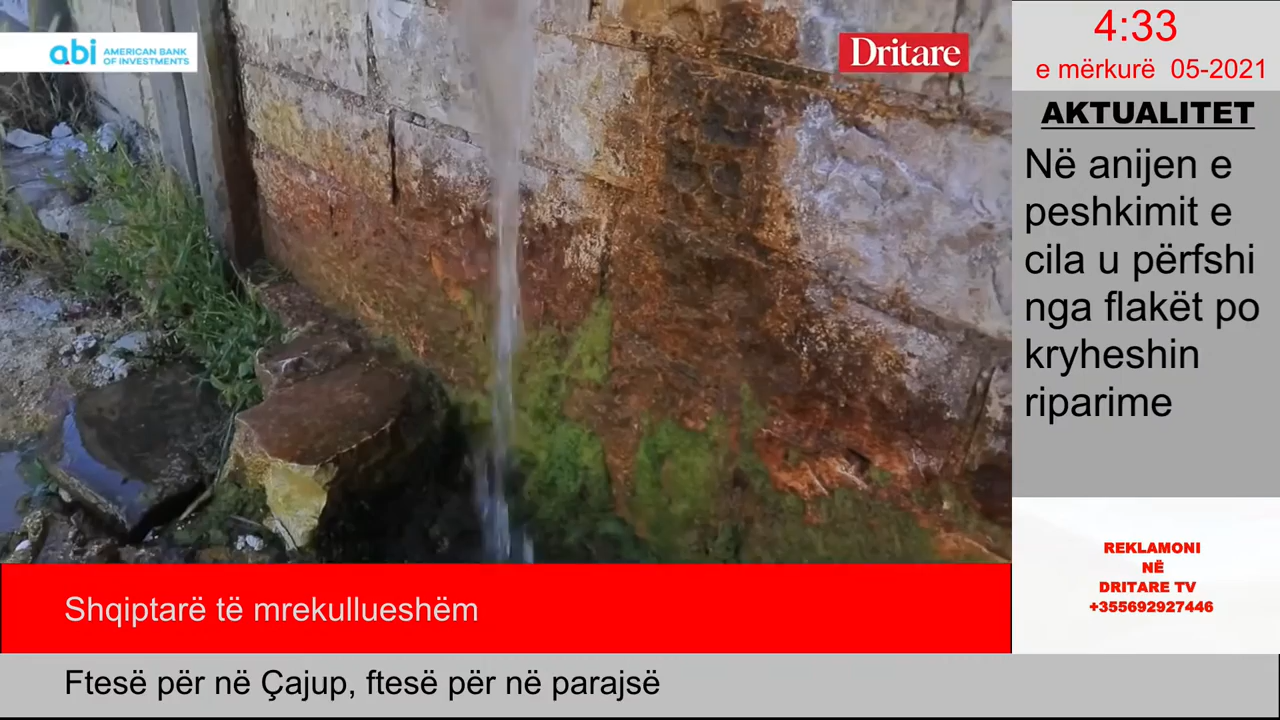 abi AMERICAN BANK
OF INVESTMENTS
Dritare
4:33
e mërkurë 05-2021
AKTUALITET
Në anijen e
peshkimit e
cila u përfshi
nga flakët po
kryheshin
riparime
REKLAMONI
NË
DRITARE TV
+355692927446
Shqiptarë të mrekullueshëm
Ftesë për në Çajup, ftesë për në parajsë